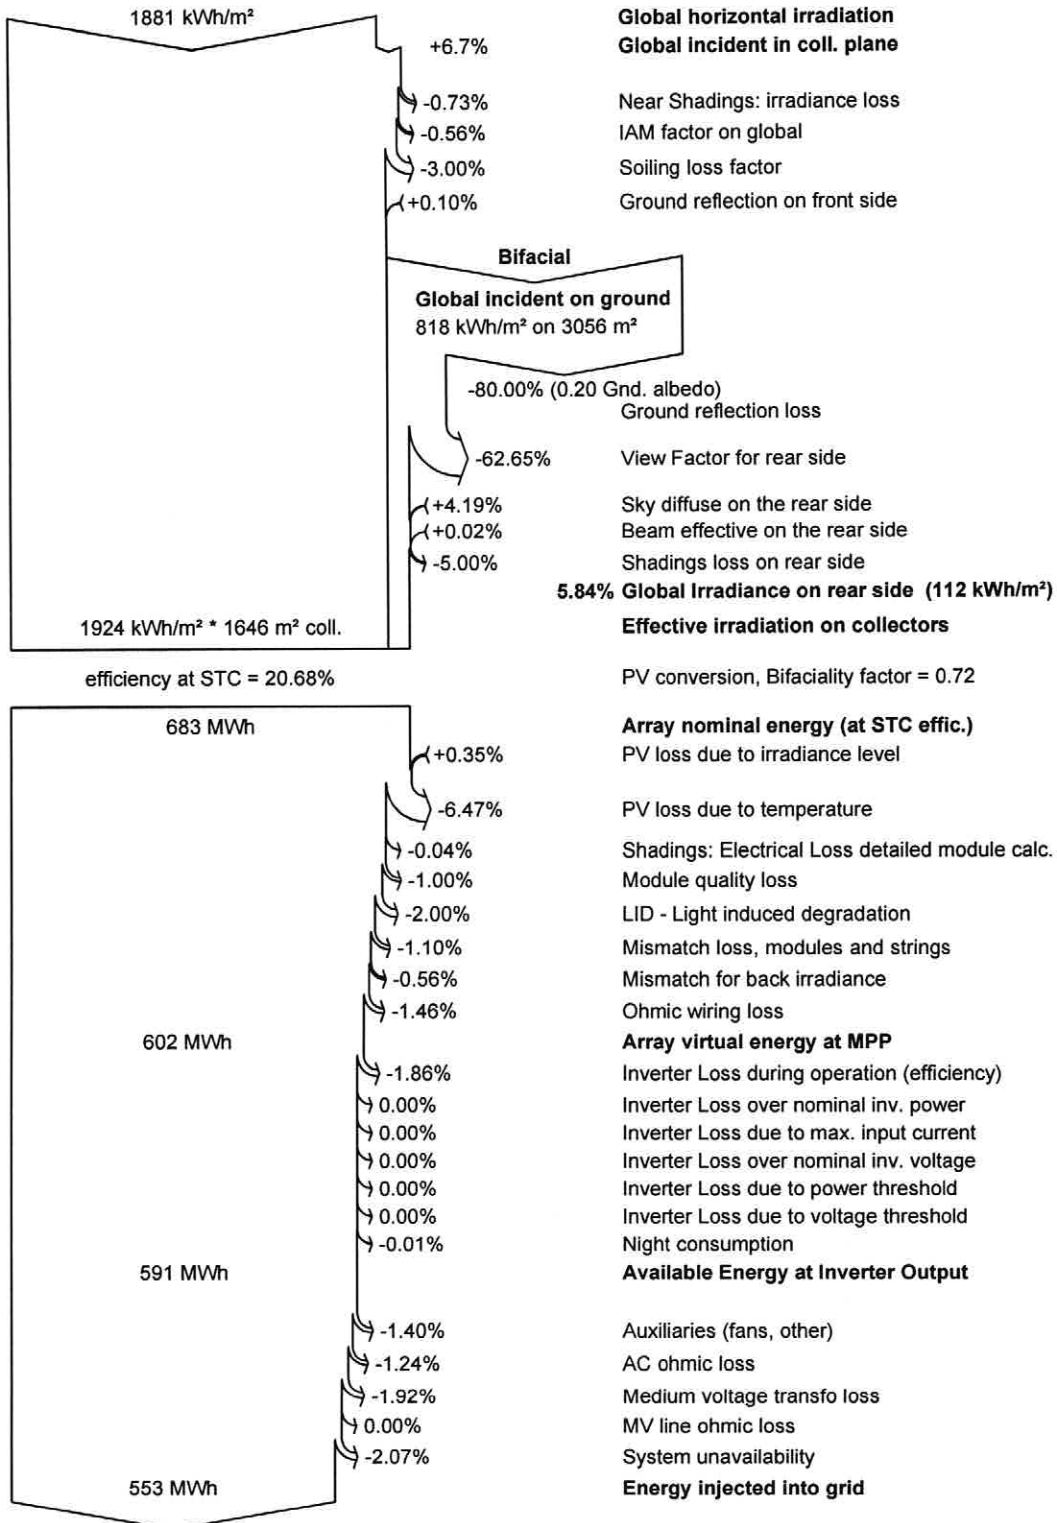 1881 kWh/m² Global horizontal irradiation
+6.7% Global incident in coll. plane
-0.73% Near Shadings: irradiance loss
-0.56% IAM factor on global
-3.00% Soiling loss factor
+0.10% Ground reflection on front side
Bifacial
Global incident on ground
818 kWh/m² on 3056 m²
-80.00% (0.20 Gnd. albedo)
Ground reflection loss
-62.65% View Factor for rear side
+4.19% Sky diffuse on the rear side
+0.02% Beam effective on the rear side
-5.00% Shadings loss on rear side
5.84% Global Irradiance on rear side (112 kWh/m²)
1924 kWh/m² * 1646 m² coll. Effective irradiation on collectors
efficiency at STC = 20.68% PV conversion, Bifaciality factor = 0.72
683 MWh Array nominal energy (at STC effic.)
+0.35% PV loss due to irradiance level
-6.47% PV loss due to temperature
-0.04% Shadings: Electrical Loss detailed module calc.
-1.00% Module quality loss
-2.00% LID - Light induced degradation
-1.10% Mismatch loss, modules and strings
-0.56% Mismatch for back irradiance
-1.46% Ohmic wiring loss
602 MWh Array virtual energy at MPP
-1.86% Inverter Loss during operation (efficiency)
0.00% Inverter Loss over nominal inv. power
0.00% Inverter Loss due to max. input current
0.00% Inverter Loss over nominal inv. voltage
0.00% Inverter Loss due to power threshold
0.00% Inverter Loss due to voltage threshold
-0.01% Night consumption
591 MWh Available Energy at Inverter Output
-1.40% Auxiliaries (fans, other)
-1.24% AC ohmic loss
-1.92% Medium voltage transfo loss
0.00% MV line ohmic loss
-2.07% System unavailability
553 MWh Energy injected into grid